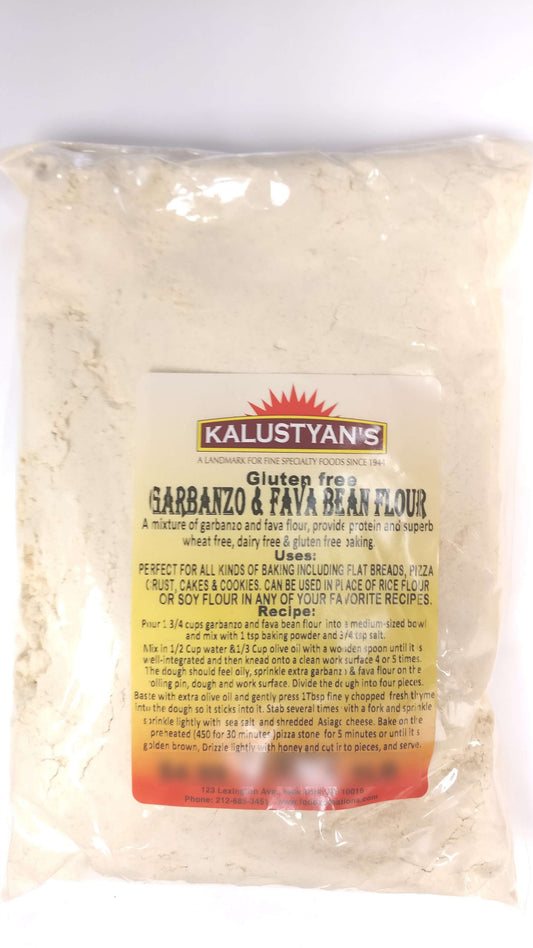 KALUSTYAN'S
A LANDMARK FOR FINE SPECIALTY FOODS SINCE 1944
Gluten free
GARBANZO & FAVA BEAN FLOUR
A mixture of garbanzo and fava flour, provide protein and superb
wheat free, dairy free & gluten free baking.
Uses:
PERFECT FOR ALL KINDS OF BAKING INCLUDING FLAT BREADS, PIZZA
CRUST, CAKES & COOKIES. CAN BE USED IN PLACE OF RICE FLOUR
OR SOY FLOUR IN ANY OF YOUR FAVORITE RECIPES.
Recipe:
Pour 1 3/4 cups garbanzo and fava bean flour into a medium-sized bowl
and mix with 1 tsp baking powder and 3/4 tsp salt.
Mix in 1/2 Cup water &1/3 Cup olive oil with a wooden spoon until it is
well-integrated and then knead onto a clean work surface 4 or 5 times.
The dough should feel oily, sprinkle extra garbanzo & fava flour on the
rolling pin, dough and work surface. Divide the dough into four pieces.
Baste with extra olive oil and gently press 1Tbsp finely chopped fresh thyme
into the dough so it sticks into it. Stab several times with a fork and sprinkle
sprinkle lightly with sea salt and shredded Asiago cheese. Bake on the
preheated (450 for 30 minutes)pizza stone for 5 minutes or until it's
golden brown, Drizzle lightly with honey and cut into pieces, and serve.
123 Lexington Ave., New York, NY 10016
Phone: 212-685-3451 www.foodsofnations.com